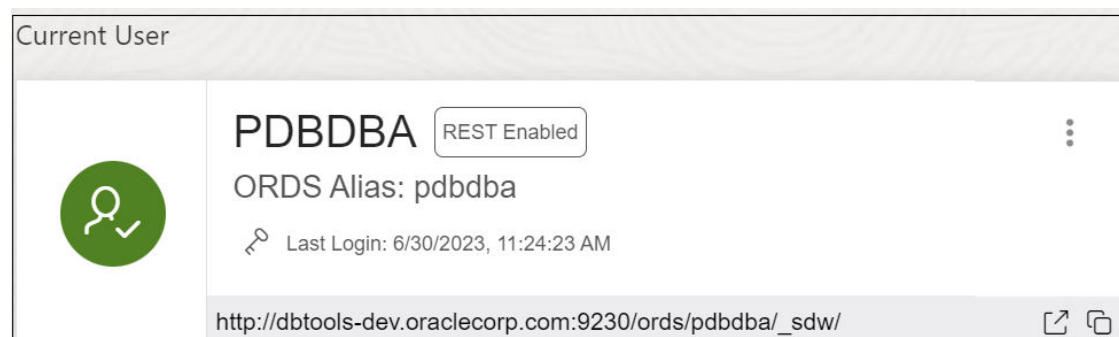 Current User
PDBDBA REST Enabled
ORDS Alias: pdbdba
Last Login: 6/30/2023, 11:24:23 AM
http://dbtools-dev.oraclecorp.com:9230/ords/pdbdba/_sdw/